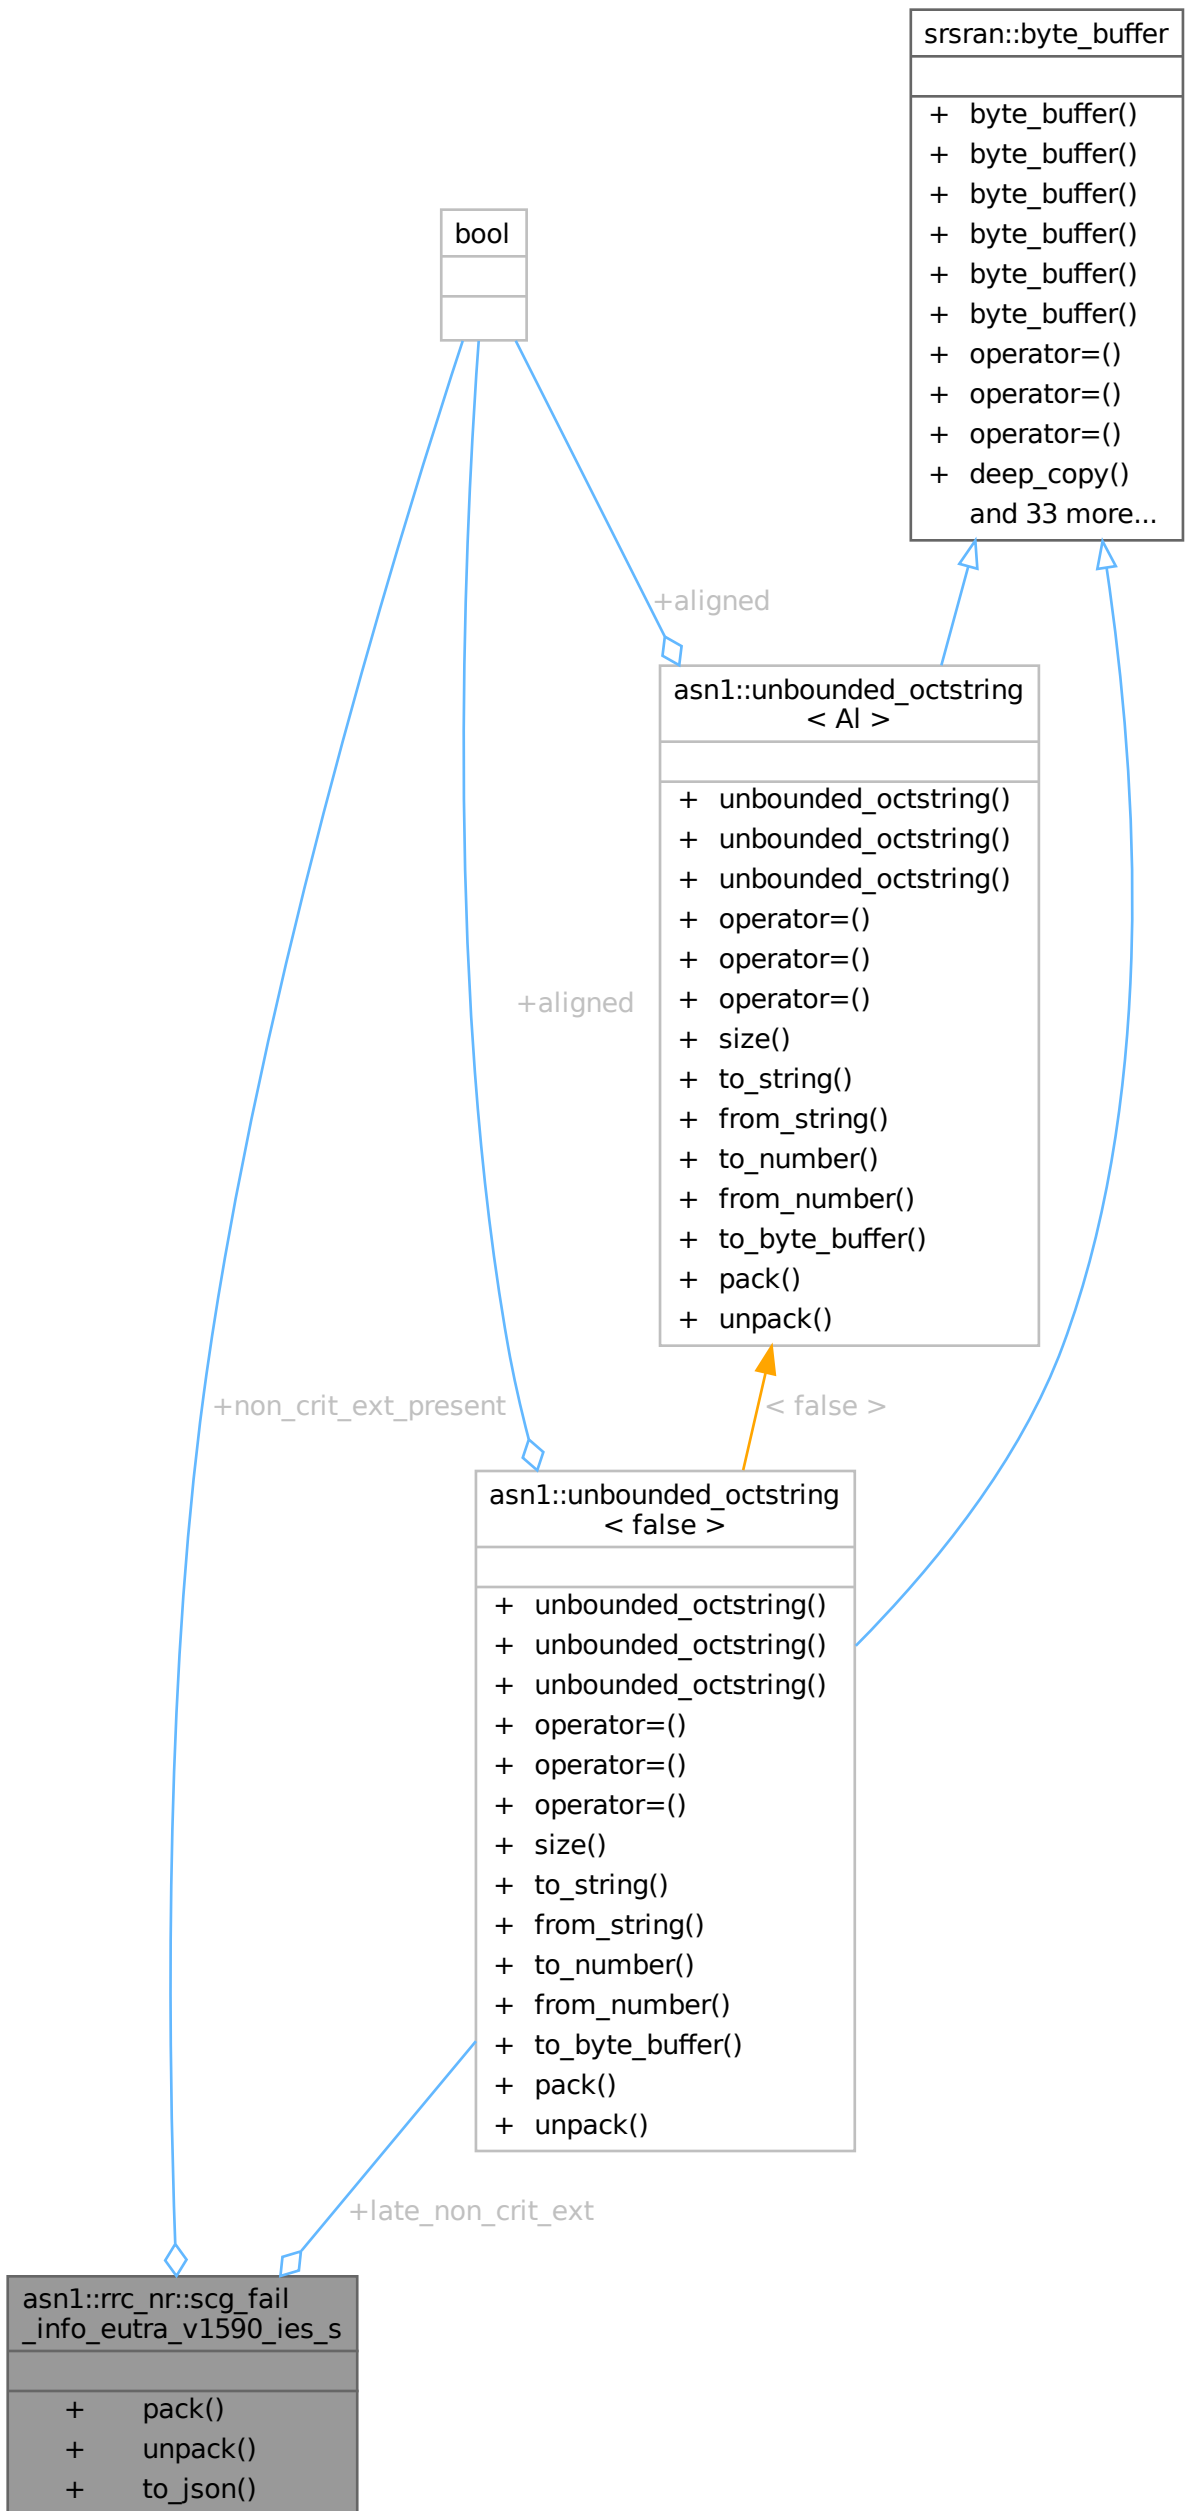 srsran::byte_buffer
+ byte_buffer()
+ byte_buffer()
+ byte_buffer()
+ byte_buffer()
+ byte_buffer()
+ byte_buffer()
+ operator=()
+ operator=()
+ operator=()
+ deep_copy()
and 33 more...
bool
+aligned
asn1::unbounded_octstring
< Al >
+ unbounded_octstring()
+ unbounded_octstring()
+ unbounded_octstring()
+ operator=()
+ operator=()
+ operator=()
+ size()
+ to_string()
+ from_string()
+ to_number()
+ from_number()
+ to_byte_buffer()
+ pack()
+ unpack()
+aligned
+non_crit_ext_present
< false >
asn1::unbounded_octstring
< false >
+ unbounded_octstring()
+ unbounded_octstring()
+ unbounded_octstring()
+ operator=()
+ operator=()
+ operator=()
+ size()
+ to_string()
+ from_string()
+ to_number()
+ from_number()
+ to_byte_buffer()
+ pack()
+ unpack()
+late_non_crit_ext
asn1::rrc_nr::scg_fail
_info_eutra_v1590_ies_s
+ pack()
+ unpack()
+ to_json()